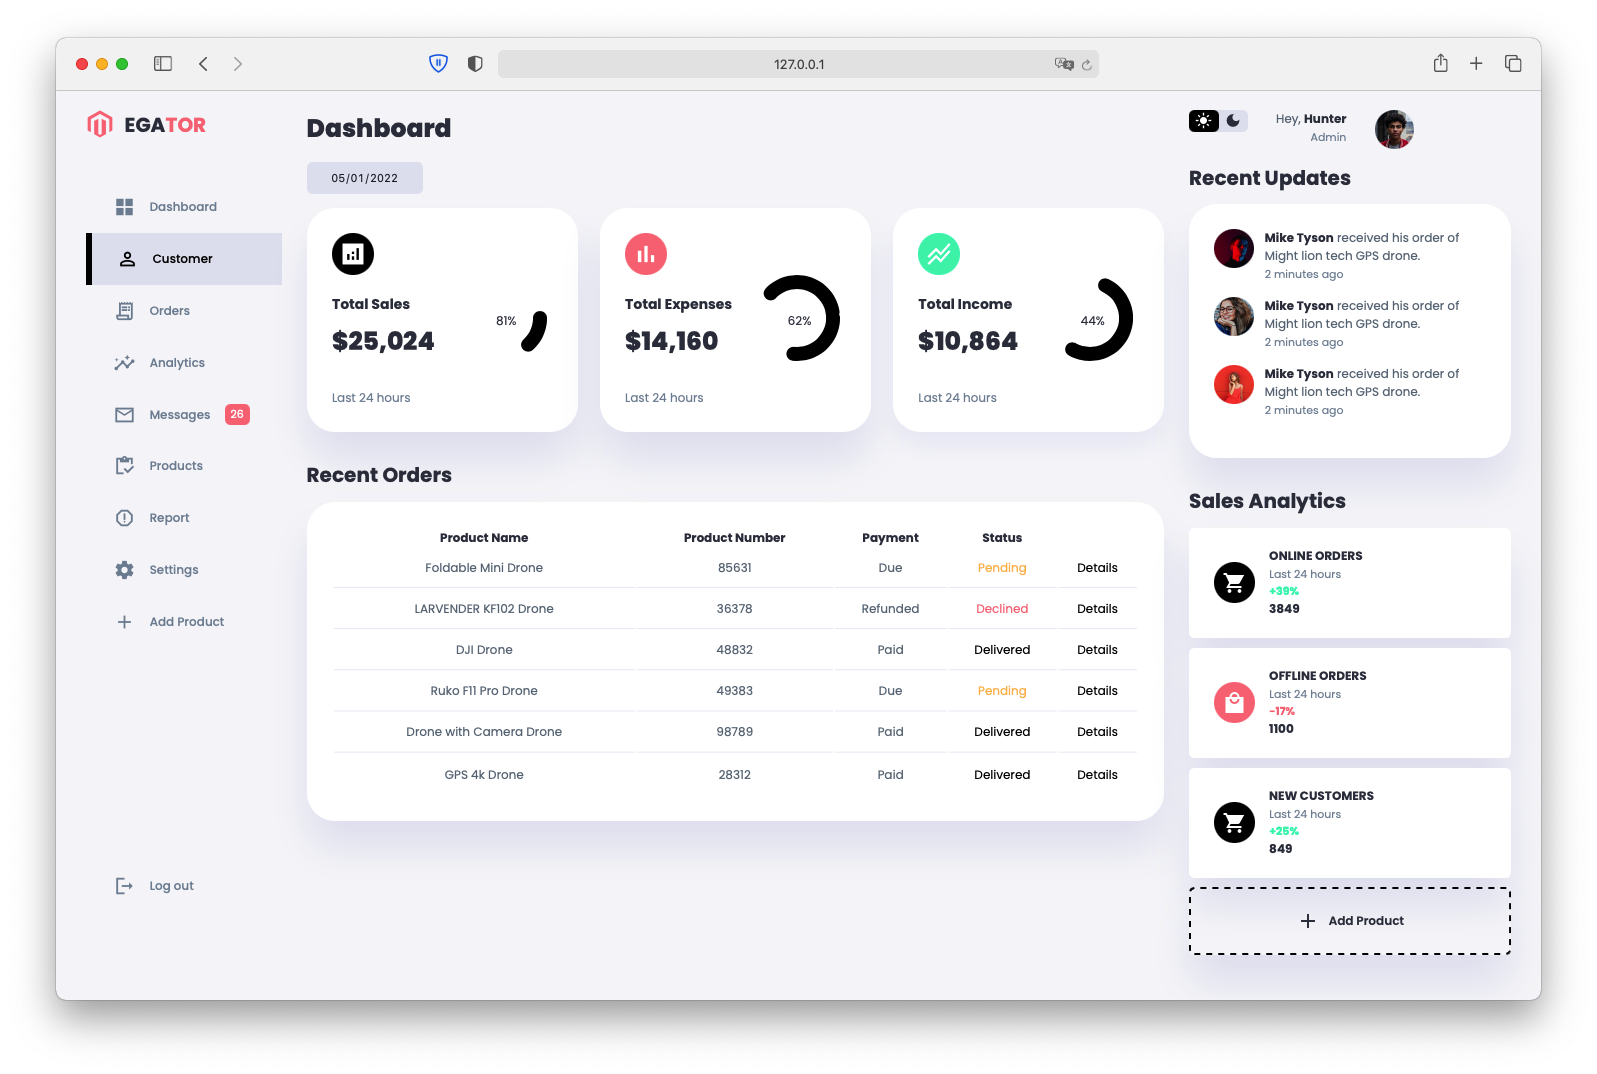 127.0.0.1
EGATOR
Dashboard
Customer
Orders
Analytics
Messages 26
Products
Report
Settings
Add Product
Log out
Dashboard
05/01/2022
Total Sales
$25,024
81%
Last 24 hours
Total Expenses
$14,160
62%
Last 24 hours
Total Income
$10,864
44%
Last 24 hours
Recent Orders
Product Name Product Number Payment Status
Foldable Mini Drone 85631 Due Pending Details
LARVENDER KF102 Drone 36378 Refunded Declined Details
DJI Drone 48832 Paid Delivered Details
Ruko F11 Pro Drone 49383 Due Pending Details
Drone with Camera Drone 98789 Paid Delivered Details
GPS 4k Drone 28312 Paid Delivered Details
Hey, Hunter
Admin
Recent Updates
Mike Tyson received his order of
Might lion tech GPS drone.
2 minutes ago
Mike Tyson received his order of
Might lion tech GPS drone.
2 minutes ago
Mike Tyson received his order of
Might lion tech GPS drone.
2 minutes ago
Sales Analytics
ONLINE ORDERS
Last 24 hours
+39%
3849
OFFLINE ORDERS
Last 24 hours
-17%
1100
NEW CUSTOMERS
Last 24 hours
+25%
849
Add Product